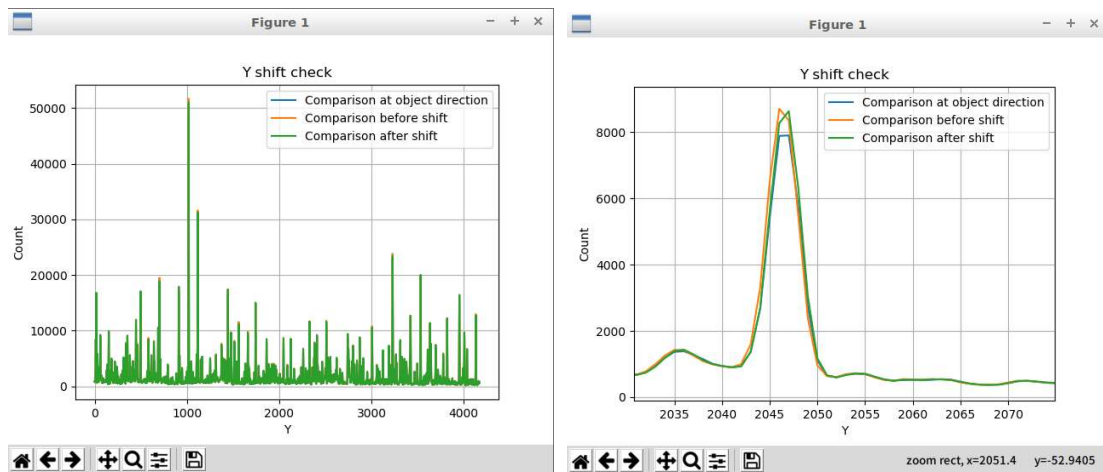 Figure 1
Y shift check
Comparison at object direction
Comparison before shift
Comparison after shift
50000
40000
30000
20000
10000
0
Count
0 1000 2000 3000 4000
Y
Figure 1
Y shift check
Comparison at object direction
Comparison before shift
Comparison after shift
8000
6000
4000
2000
0
Count
2035 2040 2045 2050 2055 2060 2065 2070
Y
zoom rect, x=2051.4 y=-52.9405